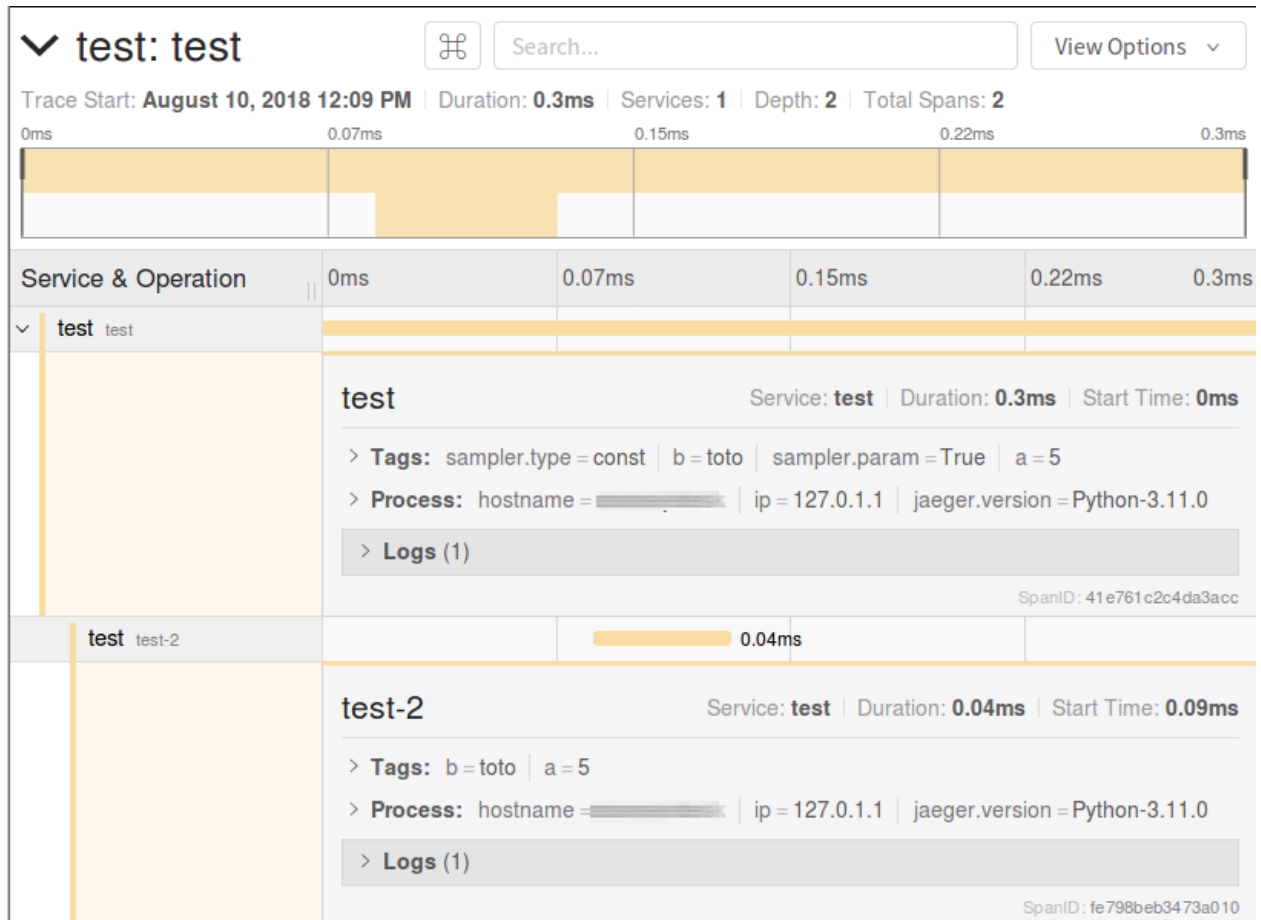 test: test
⌘ Search... View Options
Trace Start: August 10, 2018 12:09 PM Duration: 0.3ms Services: 1 Depth: 2 Total Spans: 2
0ms 0.07ms 0.15ms 0.22ms 0.3ms
Service & Operation 0ms 0.07ms 0.15ms 0.22ms 0.3ms
test test
test Service: test Duration: 0.3ms Start Time: 0ms
Tags: sampler.type = const b = toto sampler.param = True a = 5
Process: hostname = ip = 127.0.1.1 jaeger.version = Python-3.11.0
Logs (1)
SpanID: 41e761c2c4da3acc
test test-2 0.04ms
test-2 Service: test Duration: 0.04ms Start Time: 0.09ms
Tags: b = toto a = 5
Process: hostname = ip = 127.0.1.1 jaeger.version = Python-3.11.0
Logs (1)
SpanID: fe798beb3473a010